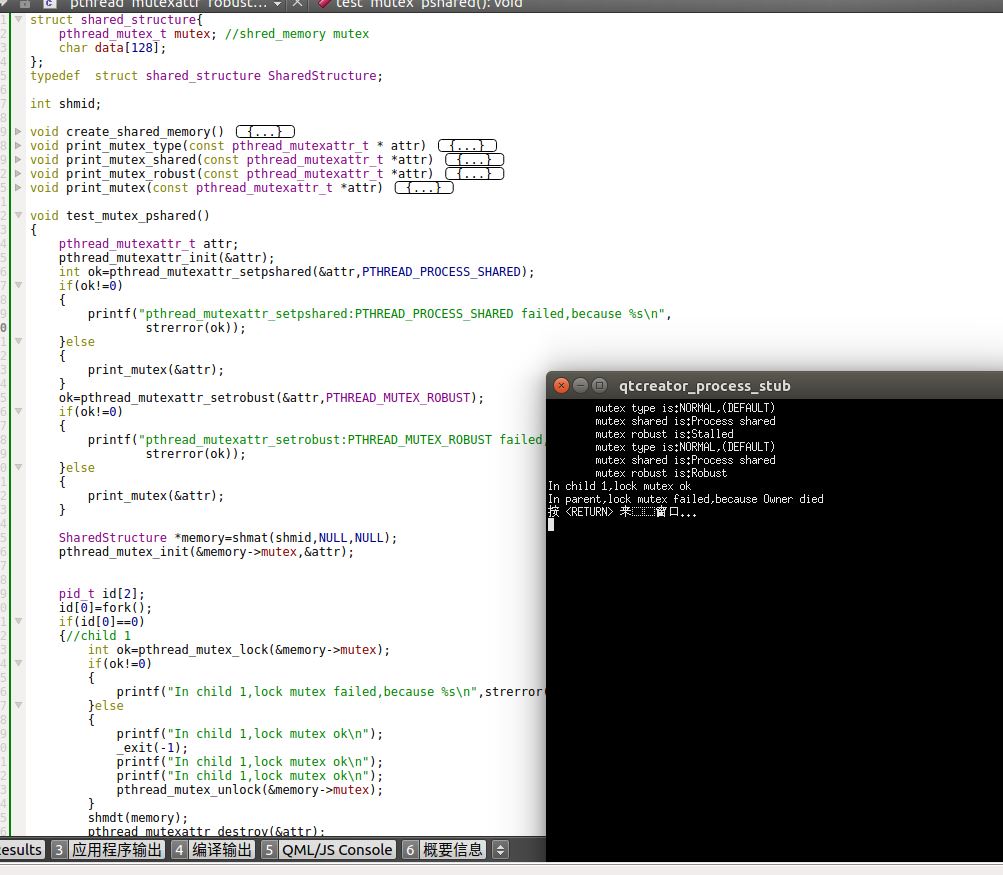 pthread_mutexattr_robust... test_mutex_pshared(): void
struct shared_structure{
pthread_mutex_t mutex; //shred_memory mutex
char data[128];
};
typedef  struct shared_structure SharedStructure;
int shmid;
void create_shared_memory() {...}
void print_mutex_type(const pthread_mutexattr_t * attr) {...}
void print_mutex_shared(const pthread_mutexattr_t *attr) {...}
void print_mutex_robust(const pthread_mutexattr_t *attr) {...}
void print_mutex(const pthread_mutexattr_t *attr) {...}
void test_mutex_pshared()
{
pthread_mutexattr_t attr;
pthread_mutexattr_init(&attr);
int ok=pthread_mutexattr_setpshared(&attr,PTHREAD_PROCESS_SHARED);
if(ok!=0)
{
printf("pthread_mutexattr_setpshared:PTHREAD_PROCESS_SHARED failed,because %s\n",
strerror(ok));
}else
{
print_mutex(&attr);
}
ok=pthread_mutexattr_setrobust(&attr,PTHREAD_MUTEX_ROBUST);
if(ok!=0)
{
printf("pthread_mutexattr_setrobust:PTHREAD_MUTEX_ROBUST failed,
strerror(ok));
}else
{
print_mutex(&attr);
}
SharedStructure *memory=shmat(shmid,NULL,NULL);
pthread_mutex_init(&memory->mutex,&attr);
pid_t id[2];
id[0]=fork();
if(id[0]==0)
{//child 1
int ok=pthread_mutex_lock(&memory->mutex);
if(ok!=0)
{
printf("In child 1,lock mutex failed,because %s\n",strerror(
}else
{
printf("In child 1,lock mutex ok\n");
_exit(-1);
printf("In child 1,lock mutex ok\n");
printf("In child 1,lock mutex ok\n");
pthread_mutex_unlock(&memory->mutex);
}
shmdt(memory);
pthread_mutexattr_destroy(&attr);
qtcreator_process_stub
mutex type is:NORMAL,(DEFAULT)
mutex shared is:Process shared
mutex robust is:Stalled
mutex type is:NORMAL,(DEFAULT)
mutex shared is:Process shared
mutex robust is:Robust
In child 1,lock mutex ok
In parent,lock mutex failed,because Owner died
按 <RETURN> 来窗口...
esults 3 应用程序输出 4 编译输出 5 QML/JS Console 6 概要信息